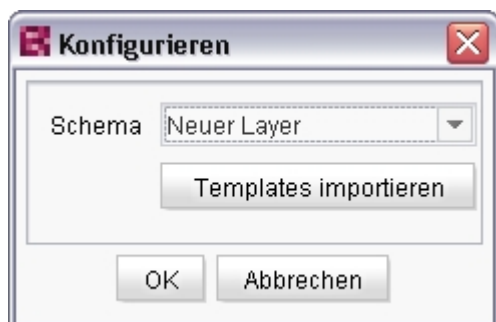 Konfigurieren
Schema Neuer Layer
Templates importieren
OK Abbrechen